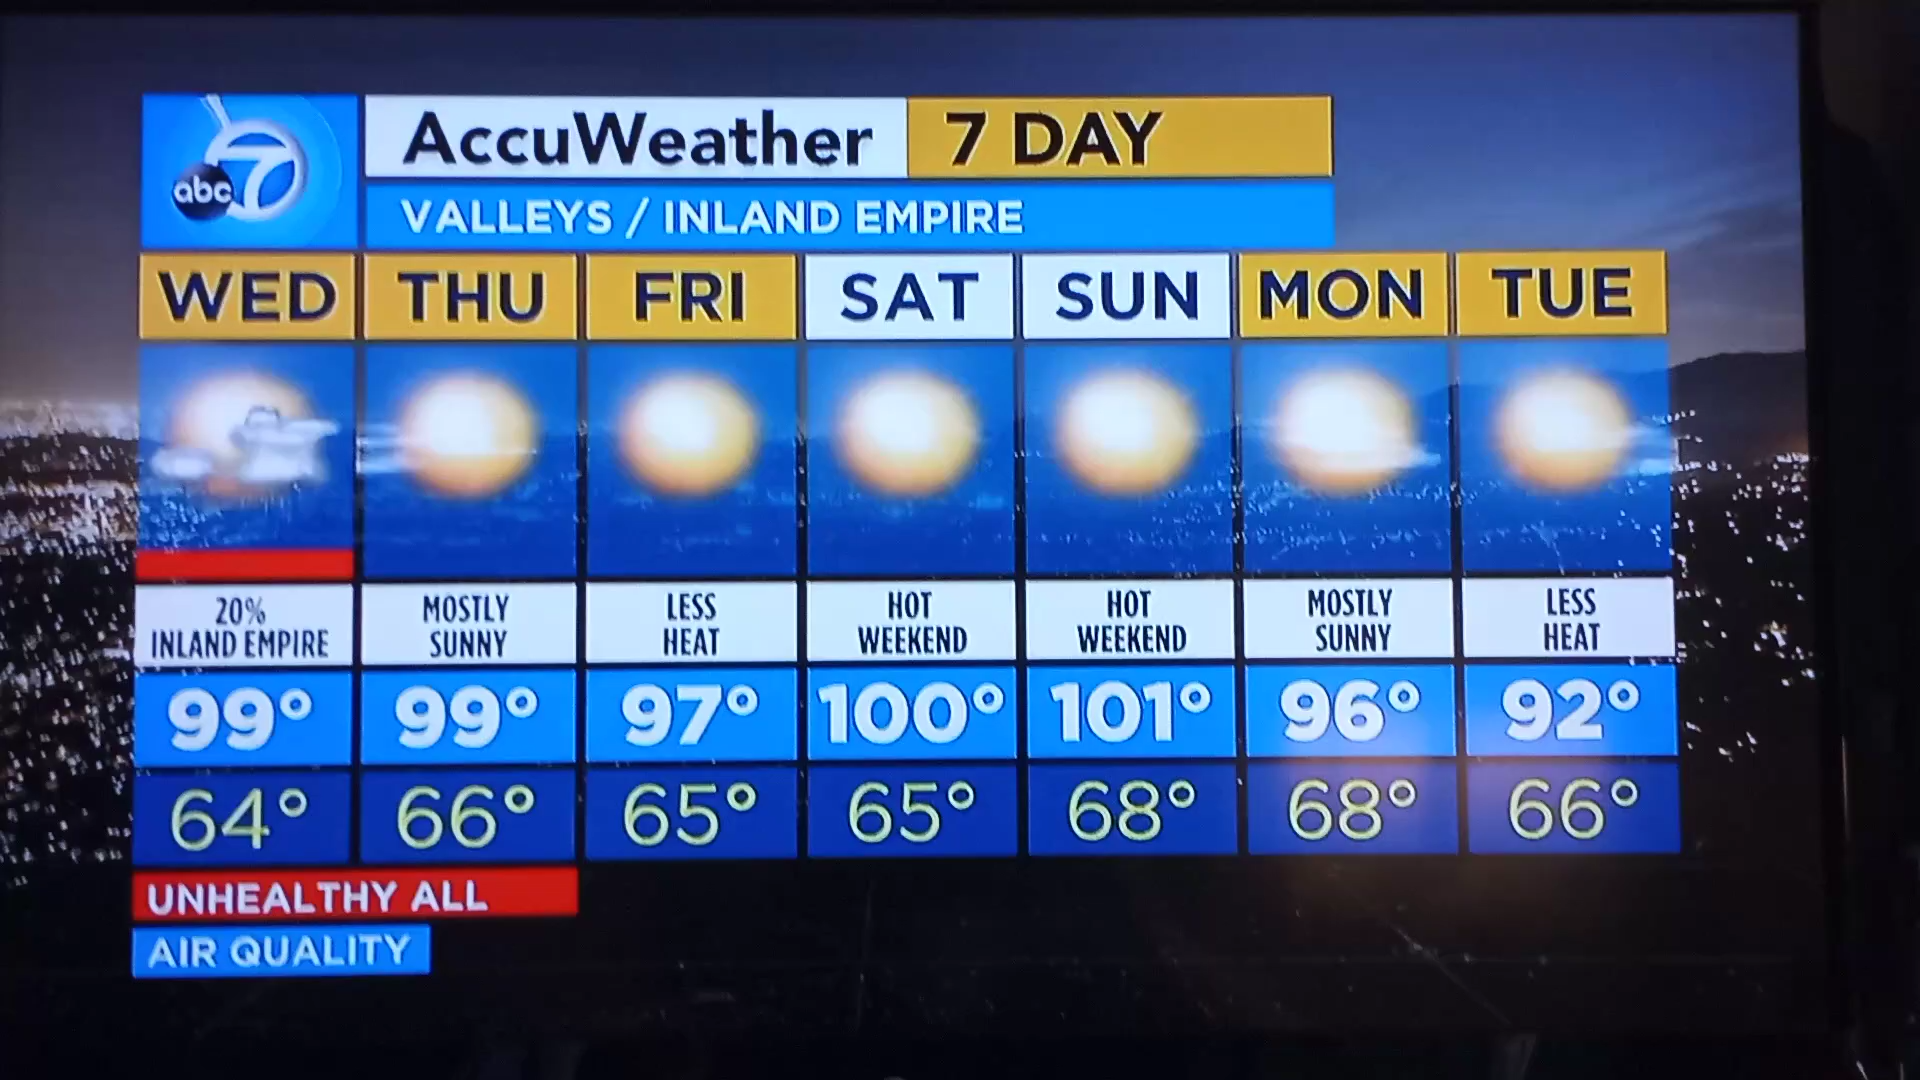 abc 7
AccuWeather 7 DAY
VALLEYS / INLAND EMPIRE
WED THU FRI SAT SUN MON TUE
20% INLAND EMPIRE
MOSTLY SUNNY
LESS HEAT
HOT WEEKEND
HOT WEEKEND
MOSTLY SUNNY
LESS HEAT
99° 99° 97° 100° 101° 96° 92°
64° 66° 65° 65° 68° 68° 66°
UNHEALTHY ALL
AIR QUALITY